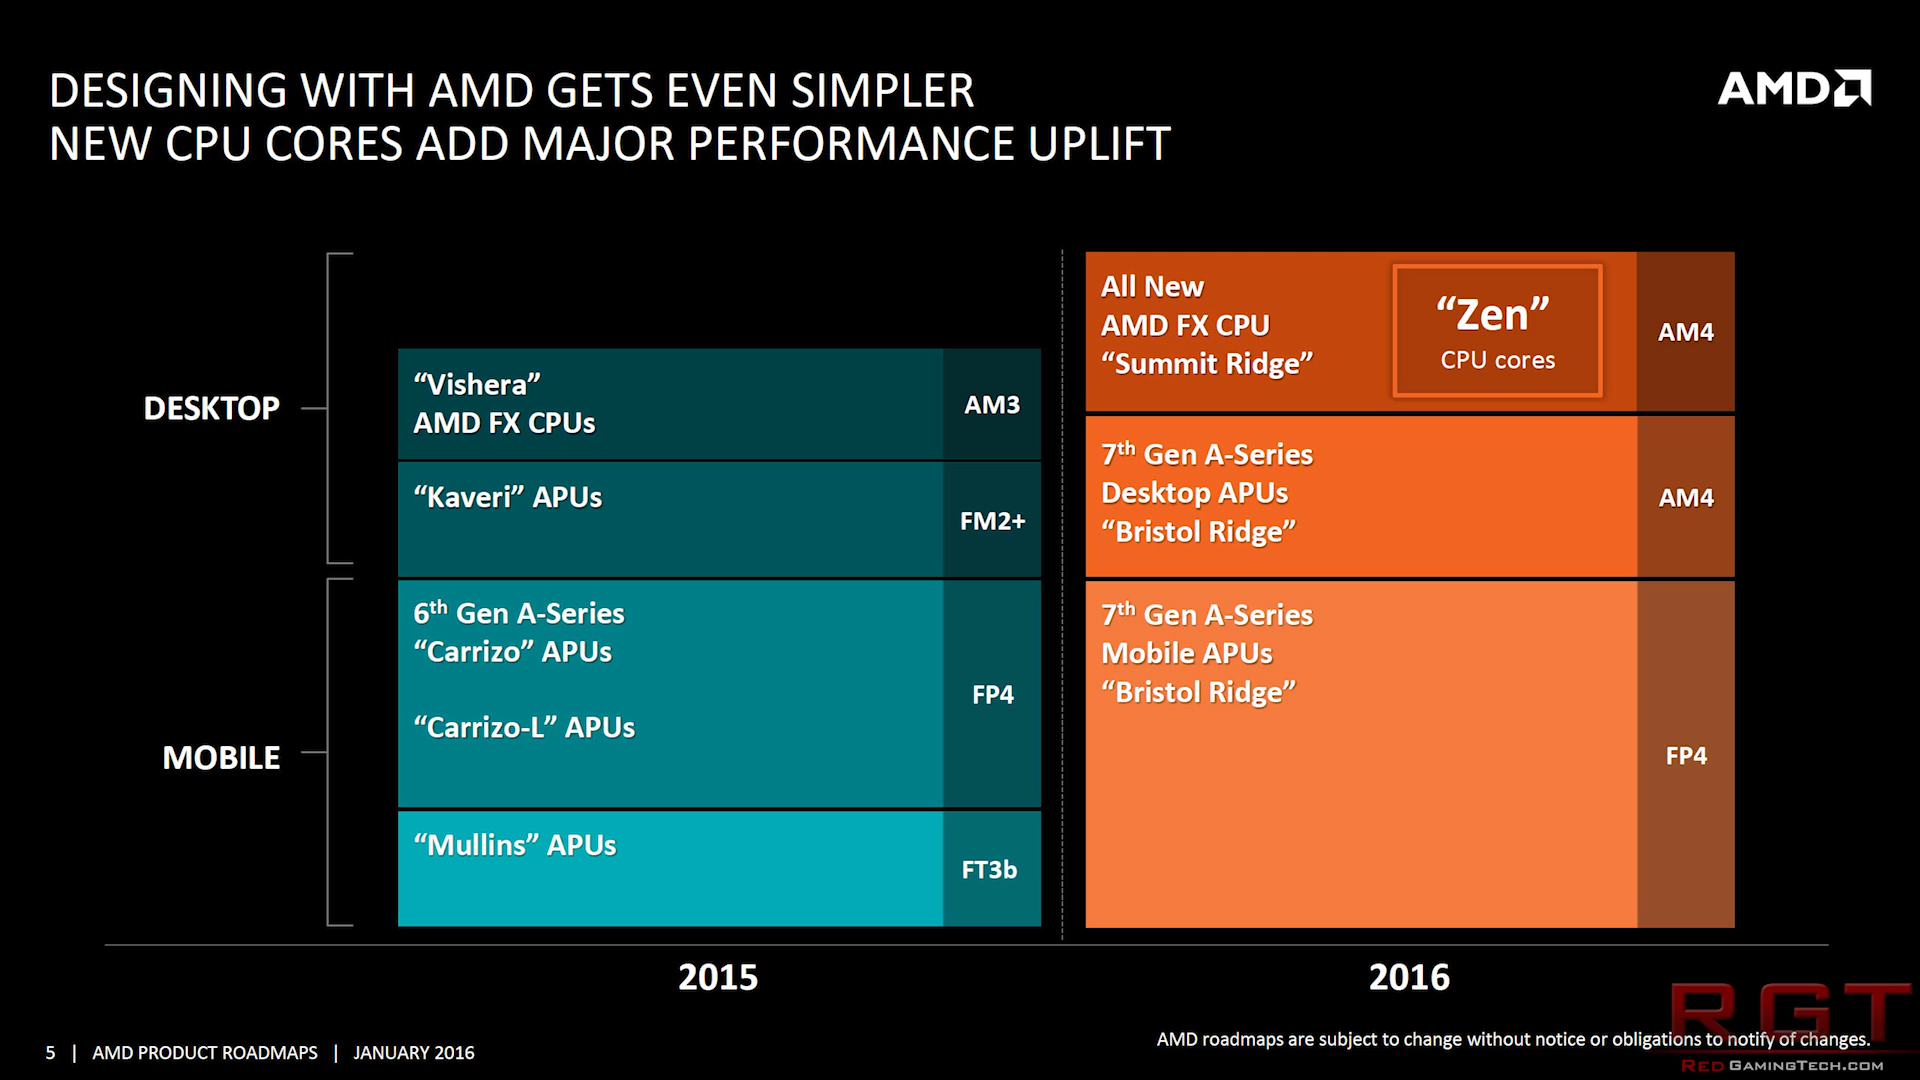 DESIGNING WITH AMD GETS EVEN SIMPLER
NEW CPU CORES ADD MAJOR PERFORMANCE UPLIFT
AMD
DESKTOP
"Vishera"
AMD FX CPUs
AM3
"Kaveri" APUs
FM2+
All New
AMD FX CPU
"Summit Ridge"
"Zen"
CPU cores
AM4
7th Gen A-Series
Desktop APUs
"Bristol Ridge"
AM4
MOBILE
6th Gen A-Series
"Carrizo" APUs
"Carrizo-L" APUs
FP4
"Mullins" APUs
FT3b
7th Gen A-Series
Mobile APUs
"Bristol Ridge"
FP4
2015
2016
5 | AMD PRODUCT ROADMAPS | JANUARY 2016
AMD roadmaps are subject to change without notice or obligations to notify of changes.
RGT
RED GAMINGTECH.COM